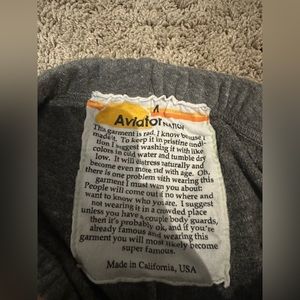 Aviator NATION
This garment is rad. I know because I
made it. To keep it in pristine condi-
tion I suggest washing it with like
colors in cold water and tumble dry
low. It will distress naturally and
become even more rad with age. Oh,
there is one problem with wearing this
garment I must warn you about:
People will come out of no where and
want to know who you are. I suggest
not wearing it in a crowded place
unless you have a couple body guards,
then it's probably ok, and if you're
already famous and wearing this
garment you will most likely become
super famous.
Made in California, USA